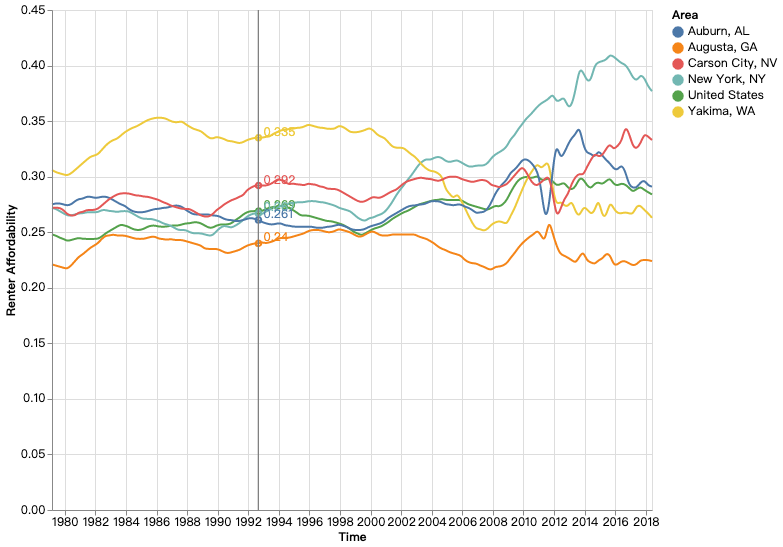 0.45
0.40
0.35
0.30
0.25
0.20
0.15
0.10
0.05
0.00
Renter Affordability
0.335
0.292
0.269
0.261
0.24
1980 1982 1984 1986 1988 1990 1992 1994 1996 1998 2000 2002 2004 2006 2008 2010 2012 2014 2016 2018
Time
Area
Auburn, AL
Augusta, GA
Carson City, NV
New York, NY
United States
Yakima, WA